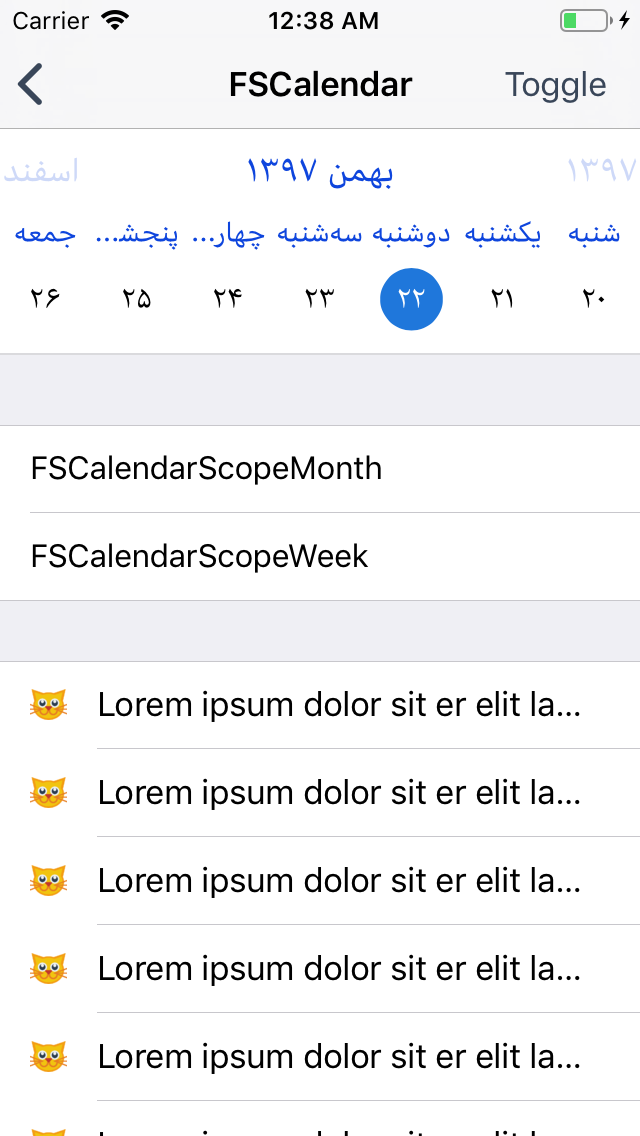 Carrier 12:38 AM
FSCalendar Toggle
۱۳۹۷ بهمن ۱۳۹۷ اسفند
شنبه یکشنبه دوشنبه سه‌شنبه چهار... پنجش... جمعه
۲۰ ۲۱ ۲۲ ۲۳ ۲۴ ۲۵ ۲۶
FSCalendarScopeMonth
FSCalendarScopeWeek
Lorem ipsum dolor sit er elit la...
Lorem ipsum dolor sit er elit la...
Lorem ipsum dolor sit er elit la...
Lorem ipsum dolor sit er elit la...
Lorem ipsum dolor sit er elit la...